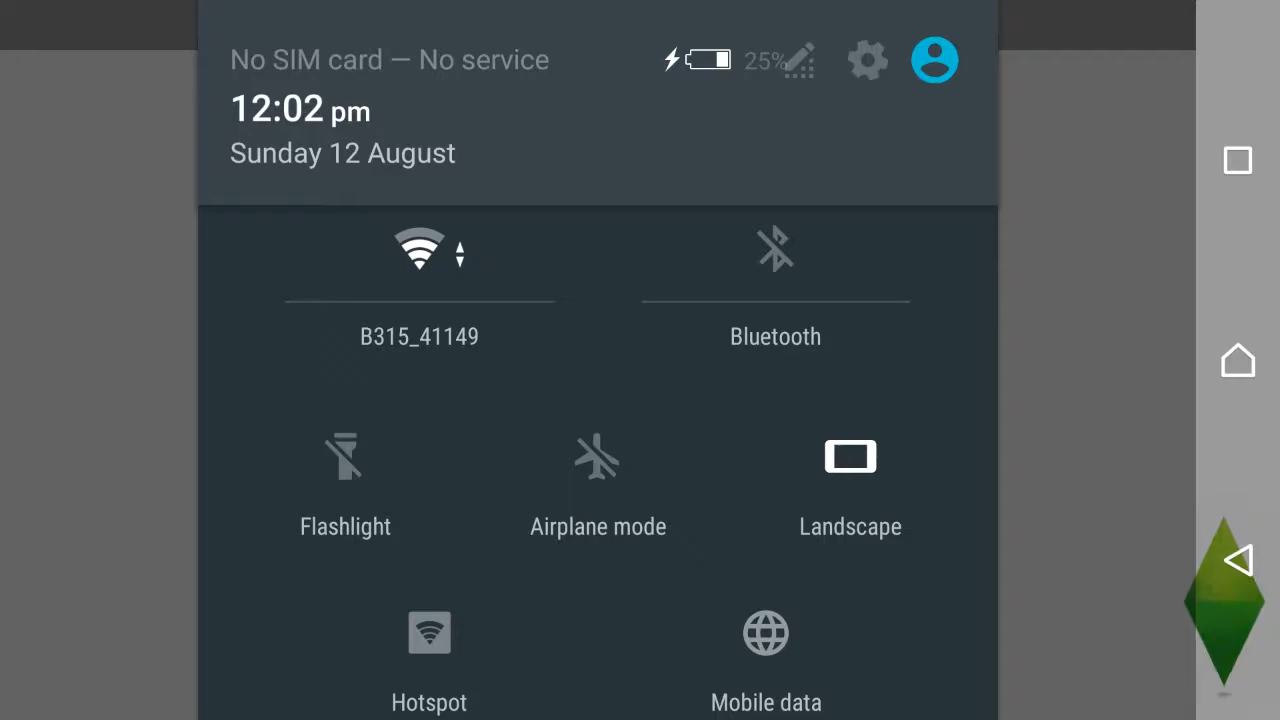 No SIM card — No service 25%
12:02 pm
Sunday 12 August
B315_41149 Bluetooth
Flashlight Airplane mode Landscape
Hotspot Mobile data